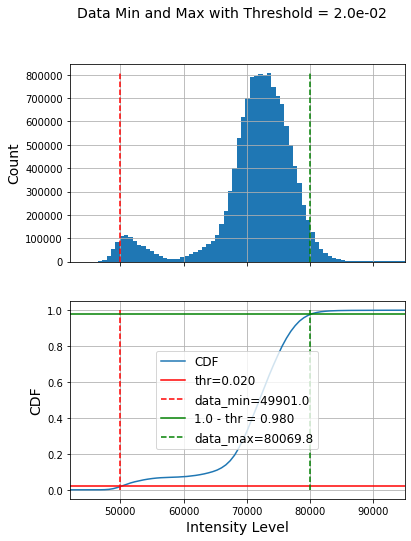 Data Min and Max with Threshold = 2.0e-02
800000
700000
600000
500000
400000
300000
200000
100000
0
Count
1.0
0.8
0.6
0.4
0.2
0.0
CDF
CDF
thr=0.020
data_min=49901.0
1.0 - thr = 0.980
data_max=80069.8
50000 60000 70000 80000 90000
Intensity Level